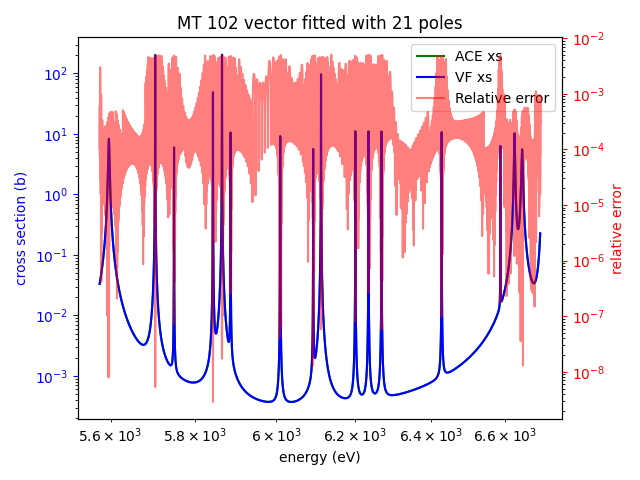 MT 102 vector fitted with 21 poles
ACE xs
VF xs
Relative error
10²
10¹
10⁰
10⁻¹
10⁻²
10⁻³
cross section (b)
10⁻²
10⁻³
10⁻⁴
10⁻⁵
10⁻⁶
10⁻⁷
10⁻⁸
relative error
5.6 × 10³ 5.8 × 10³ 6 × 10³ 6.2 × 10³ 6.4 × 10³ 6.6 × 10³
energy (eV)